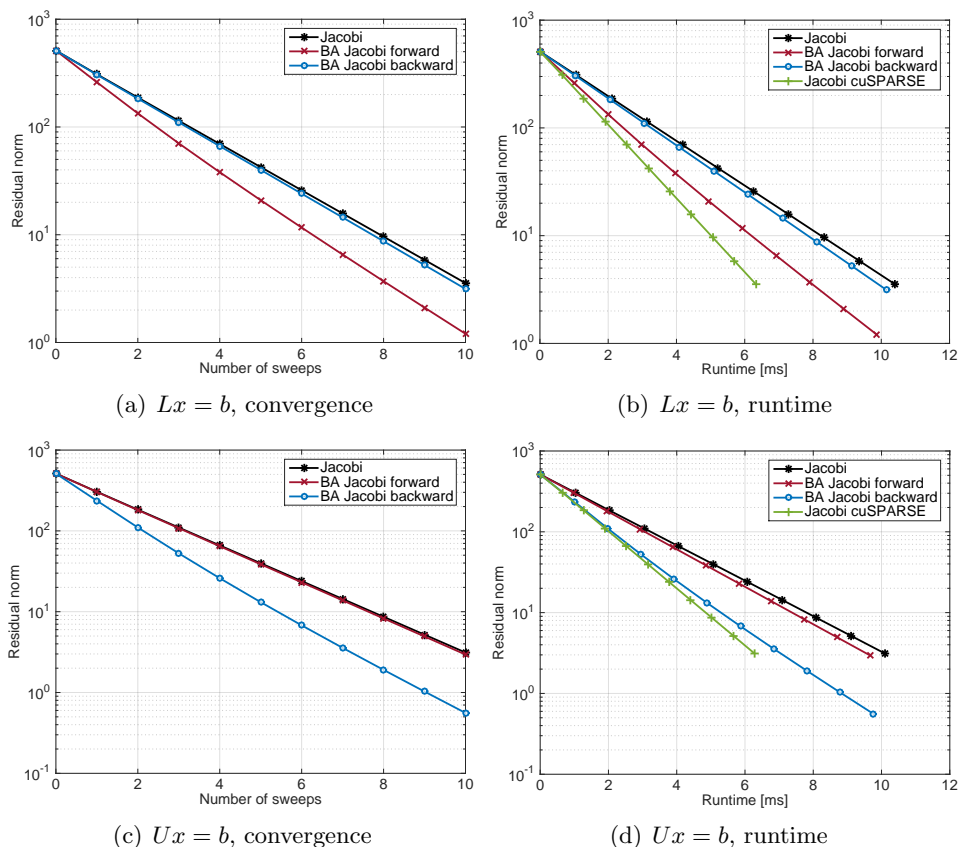 10^3
10^2
10^1
10^0
Residual norm
0 2 4 6 8 10
Number of sweeps
Jacobi
BA Jacobi forward
BA Jacobi backward
(a) Lx = b, convergence
10^3
10^2
10^1
10^0
Residual norm
0 2 4 6 8 10 12
Runtime [ms]
Jacobi
BA Jacobi forward
BA Jacobi backward
Jacobi cuSPARSE
(b) Lx = b, runtime
10^3
10^2
10^1
10^0
10^-1
Residual norm
0 2 4 6 8 10
Number of sweeps
Jacobi
BA Jacobi forward
BA Jacobi backward
(c) Ux = b, convergence
10^3
10^2
10^1
10^0
10^-1
Residual norm
0 2 4 6 8 10 12
Runtime [ms]
Jacobi
BA Jacobi forward
BA Jacobi backward
Jacobi cuSPARSE
(d) Ux = b, runtime